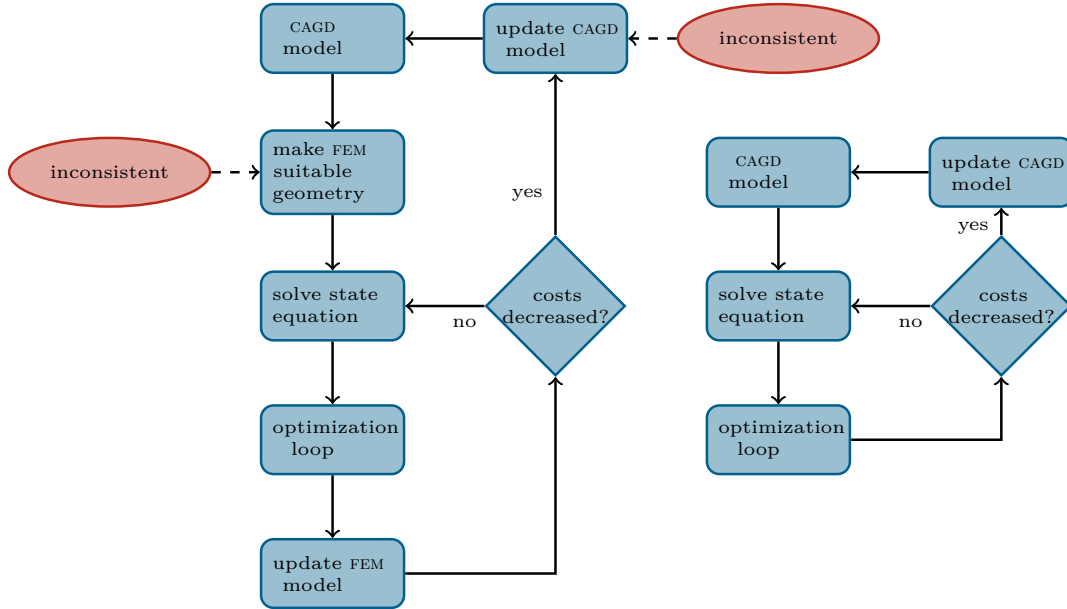 CAGD
model
update CAGD
model
inconsistent
inconsistent
make FEM
suitable
geometry
yes
solve state
equation
no
costs
decreased?
optimization
loop
update FEM
model
CAGD
model
update CAGD
model
yes
solve state
equation
no
costs
decreased?
optimization
loop